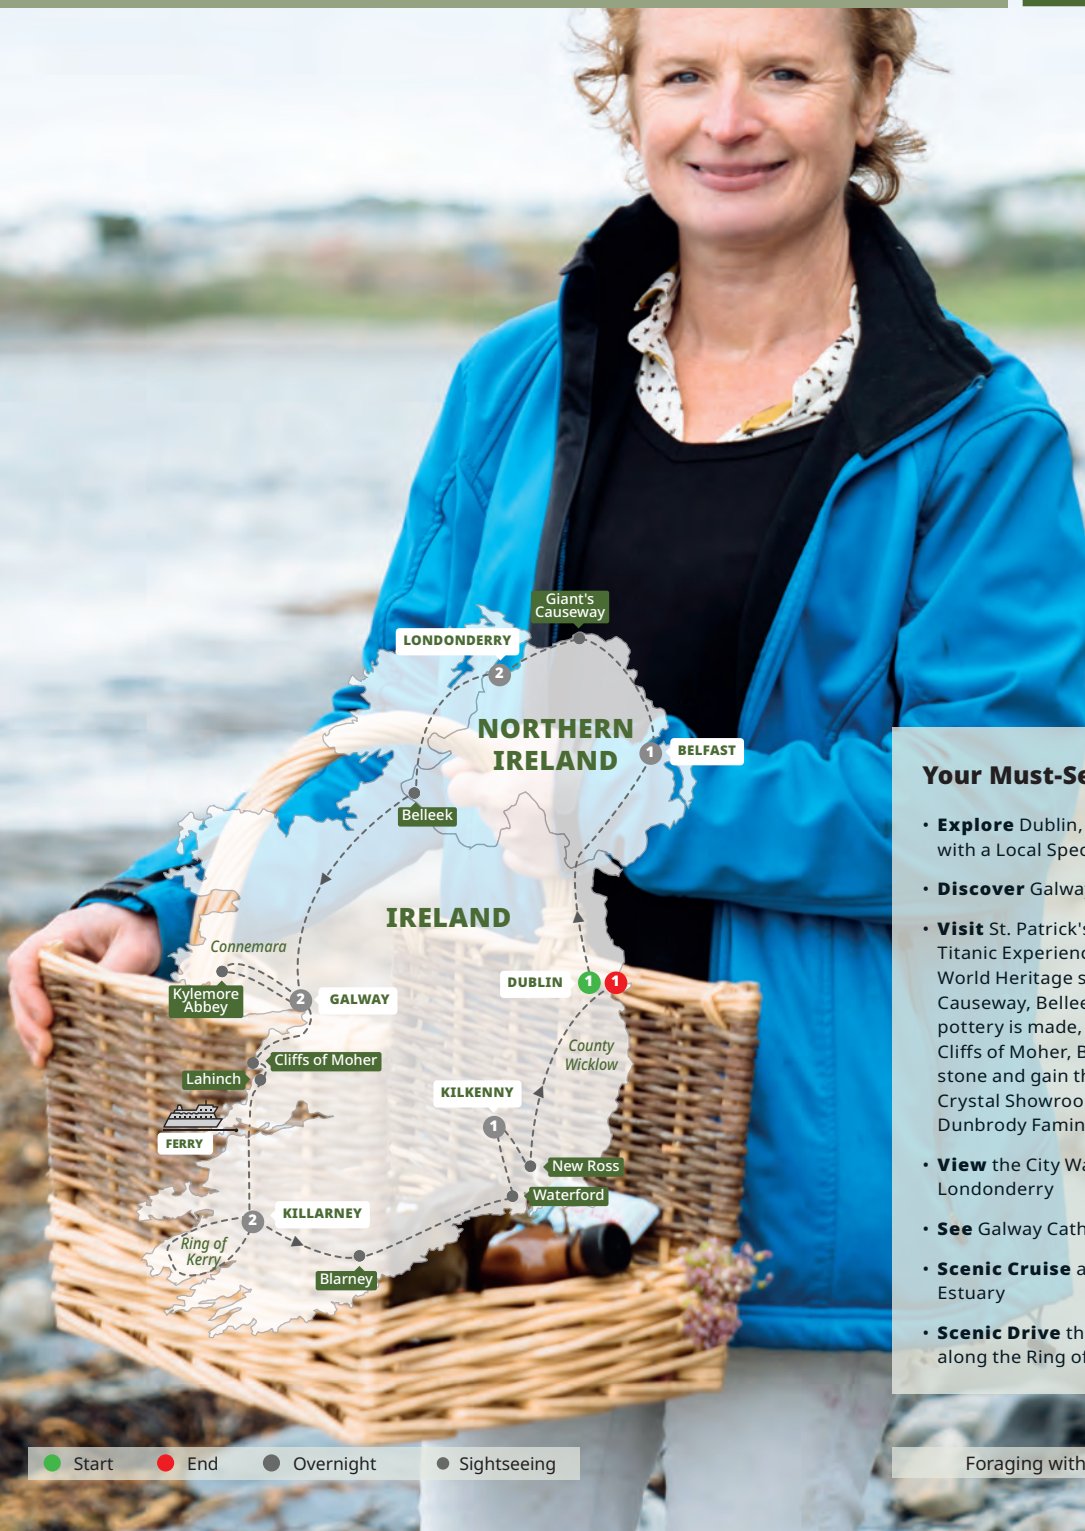 Giant's
Causeway
LONDONDERRY
2
NORTHERN
IRELAND
1
BELFAST
Belleek
IRELAND
Connemara
Kylemore
Abbey
2
GALWAY
DUBLIN
1
1
Cliffs of Moher
County
Wicklow
Lahinch
KILKENNY
FERRY
1
New Ross
Waterford
KILLARNEY
2
Ring of
Kerry
Blarney
Start
End
Overnight
Sightseeing
Your Must-Se
• Explore Dublin,
with a Local Spec
• Discover Galwa
• Visit St. Patrick's
Titanic Experienc
World Heritage s
Causeway, Bellee
pottery is made,
Cliffs of Moher, B
stone and gain th
Crystal Showroo
Dunbrody Famin
• View the City Wa
Londonderry
• See Galway Cath
• Scenic Cruise a
Estuary
• Scenic Drive th
along the Ring of
Foraging with